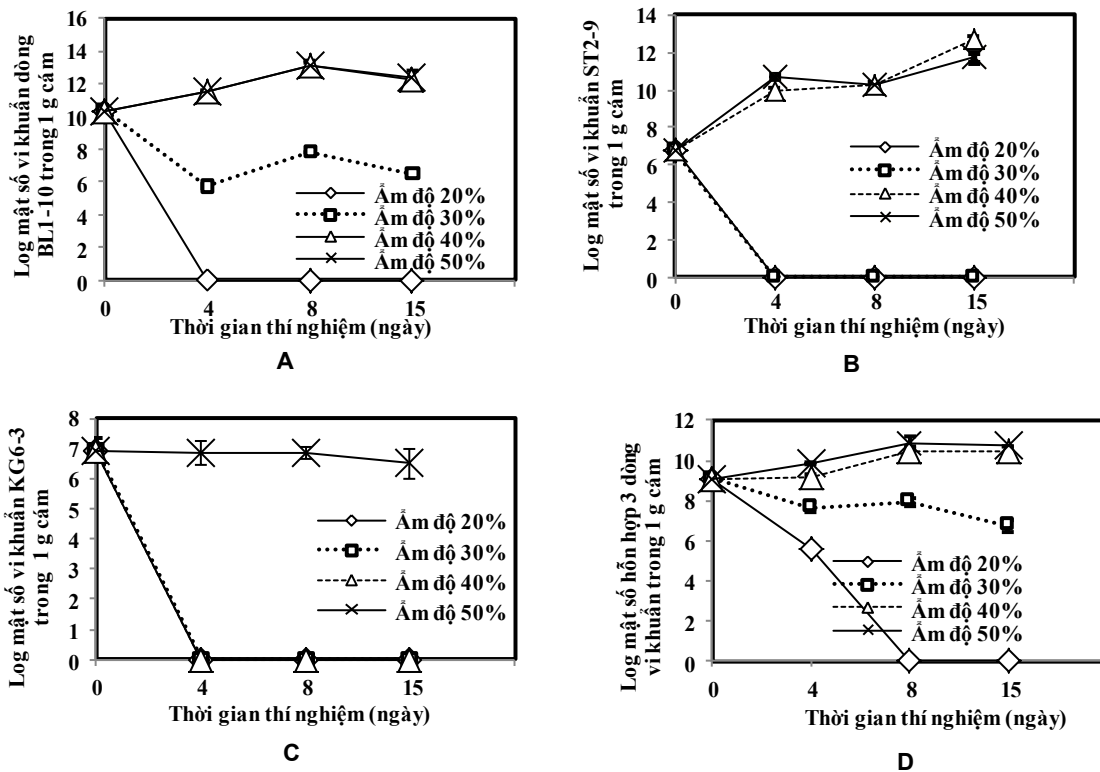 Log mật số vi khuẩn dòng
BL1-10 trong 1 g cám
16
14
12
10
8
6
4
2
0
0
4
8
15
Ẩm độ 20%
Ẩm độ 30%
Ẩm độ 40%
Ẩm độ 50%
Thời gian thí nghiệm (ngày)
A
Log mật số vi khuẩn ST2-9
trong 1 g cám
14
12
10
8
6
4
2
0
0
4
8
15
Ẩm độ 20%
Ẩm độ 30%
Ẩm độ 40%
Ẩm độ 50%
Thời gian thí nghiệm (ngày)
B
Log mật số vi khuẩn KG6-3
trong 1 g cám
8
7
6
5
4
3
2
1
0
0
4
8
15
Ẩm độ 20%
Ẩm độ 30%
Ẩm độ 40%
Ẩm độ 50%
Thời gian thí nghiệm (ngày)
C
Log mật số hỗn hợp 3 dòng
vi khuẩn trong 1 g cám
12
10
8
6
4
2
0
0
4
8
15
Ẩm độ 20%
Ẩm độ 30%
Ẩm độ 40%
Ẩm độ 50%
Thời gian thí nghiệm (ngày)
D